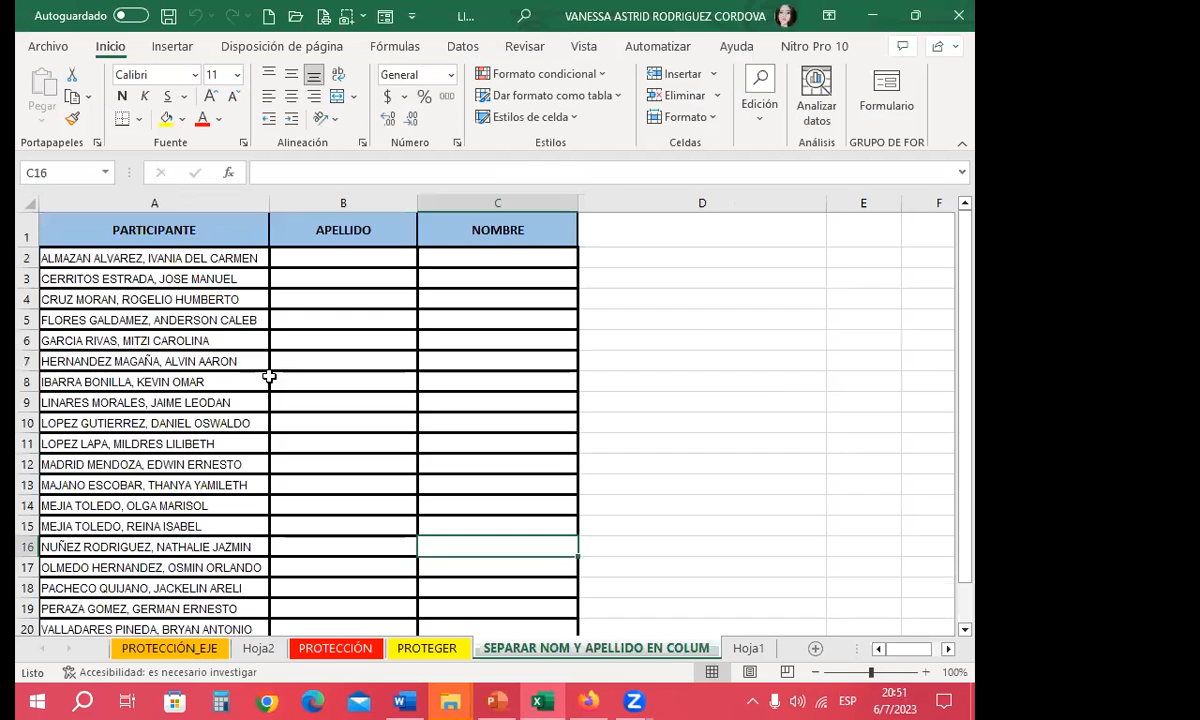 Autoguardado
LI...
VANESSA ASTRID RODRIGUEZ CORDOVA
Archivo Inicio Insertar Disposición de página Fórmulas Datos Revisar Vista Automatizar Ayuda Nitro Pro 10
Pegar
Calibri 11
N K S A A
A
ab
General
$ % 000
Formato condicional
Dar formato como tabla
Estilos de celda
Insertar
Eliminar
Formato
Edición
Analizar
datos
Formulario
Portapapeles Fuente Alineación Número Estilos Celdas Análisis GRUPO DE FOR
C16 fx
A B C D E F
1 PARTICIPANTE APELLIDO NOMBRE
2 ALMAZAN ALVAREZ, IVANIA DEL CARMEN
3 CERRITOS ESTRADA, JOSE MANUEL
4 CRUZ MORAN, ROGELIO HUMBERTO
5 FLORES GALDAMEZ, ANDERSON CALEB
6 GARCIA RIVAS, MITZI CAROLINA
7 HERNANDEZ MAGAÑA, ALVIN AARON
8 IBARRA BONILLA, KEVIN OMAR
9 LINARES MORALES, JAIME LEODAN
10 LOPEZ GUTIERREZ, DANIEL OSWALDO
11 LOPEZ LAPA, MILDRES LILIBETH
12 MADRID MENDOZA, EDWIN ERNESTO
13 MAJANO ESCOBAR, THANYA YAMILETH
14 MEJIA TOLEDO, OLGA MARISOL
15 MEJIA TOLEDO, REINA ISABEL
16 NUÑEZ RODRIGUEZ, NATHALIE JAZMIN
17 OLMEDO HERNANDEZ, OSMIN ORLANDO
18 PACHECO QUIJANO, JACKELIN ARELI
19 PERAZA GOMEZ, GERMAN ERNESTO
20 VALLADARES PINEDA, BRYAN ANTONIO
PROTECCIÓN_EJE Hoja2 PROTECCIÓN PROTEGER SEPARAR NOM Y APELLIDO EN COLUM Hoja1
Listo Accesibilidad: es necesario investigar 100%
ESP
20:51
6/7/2023